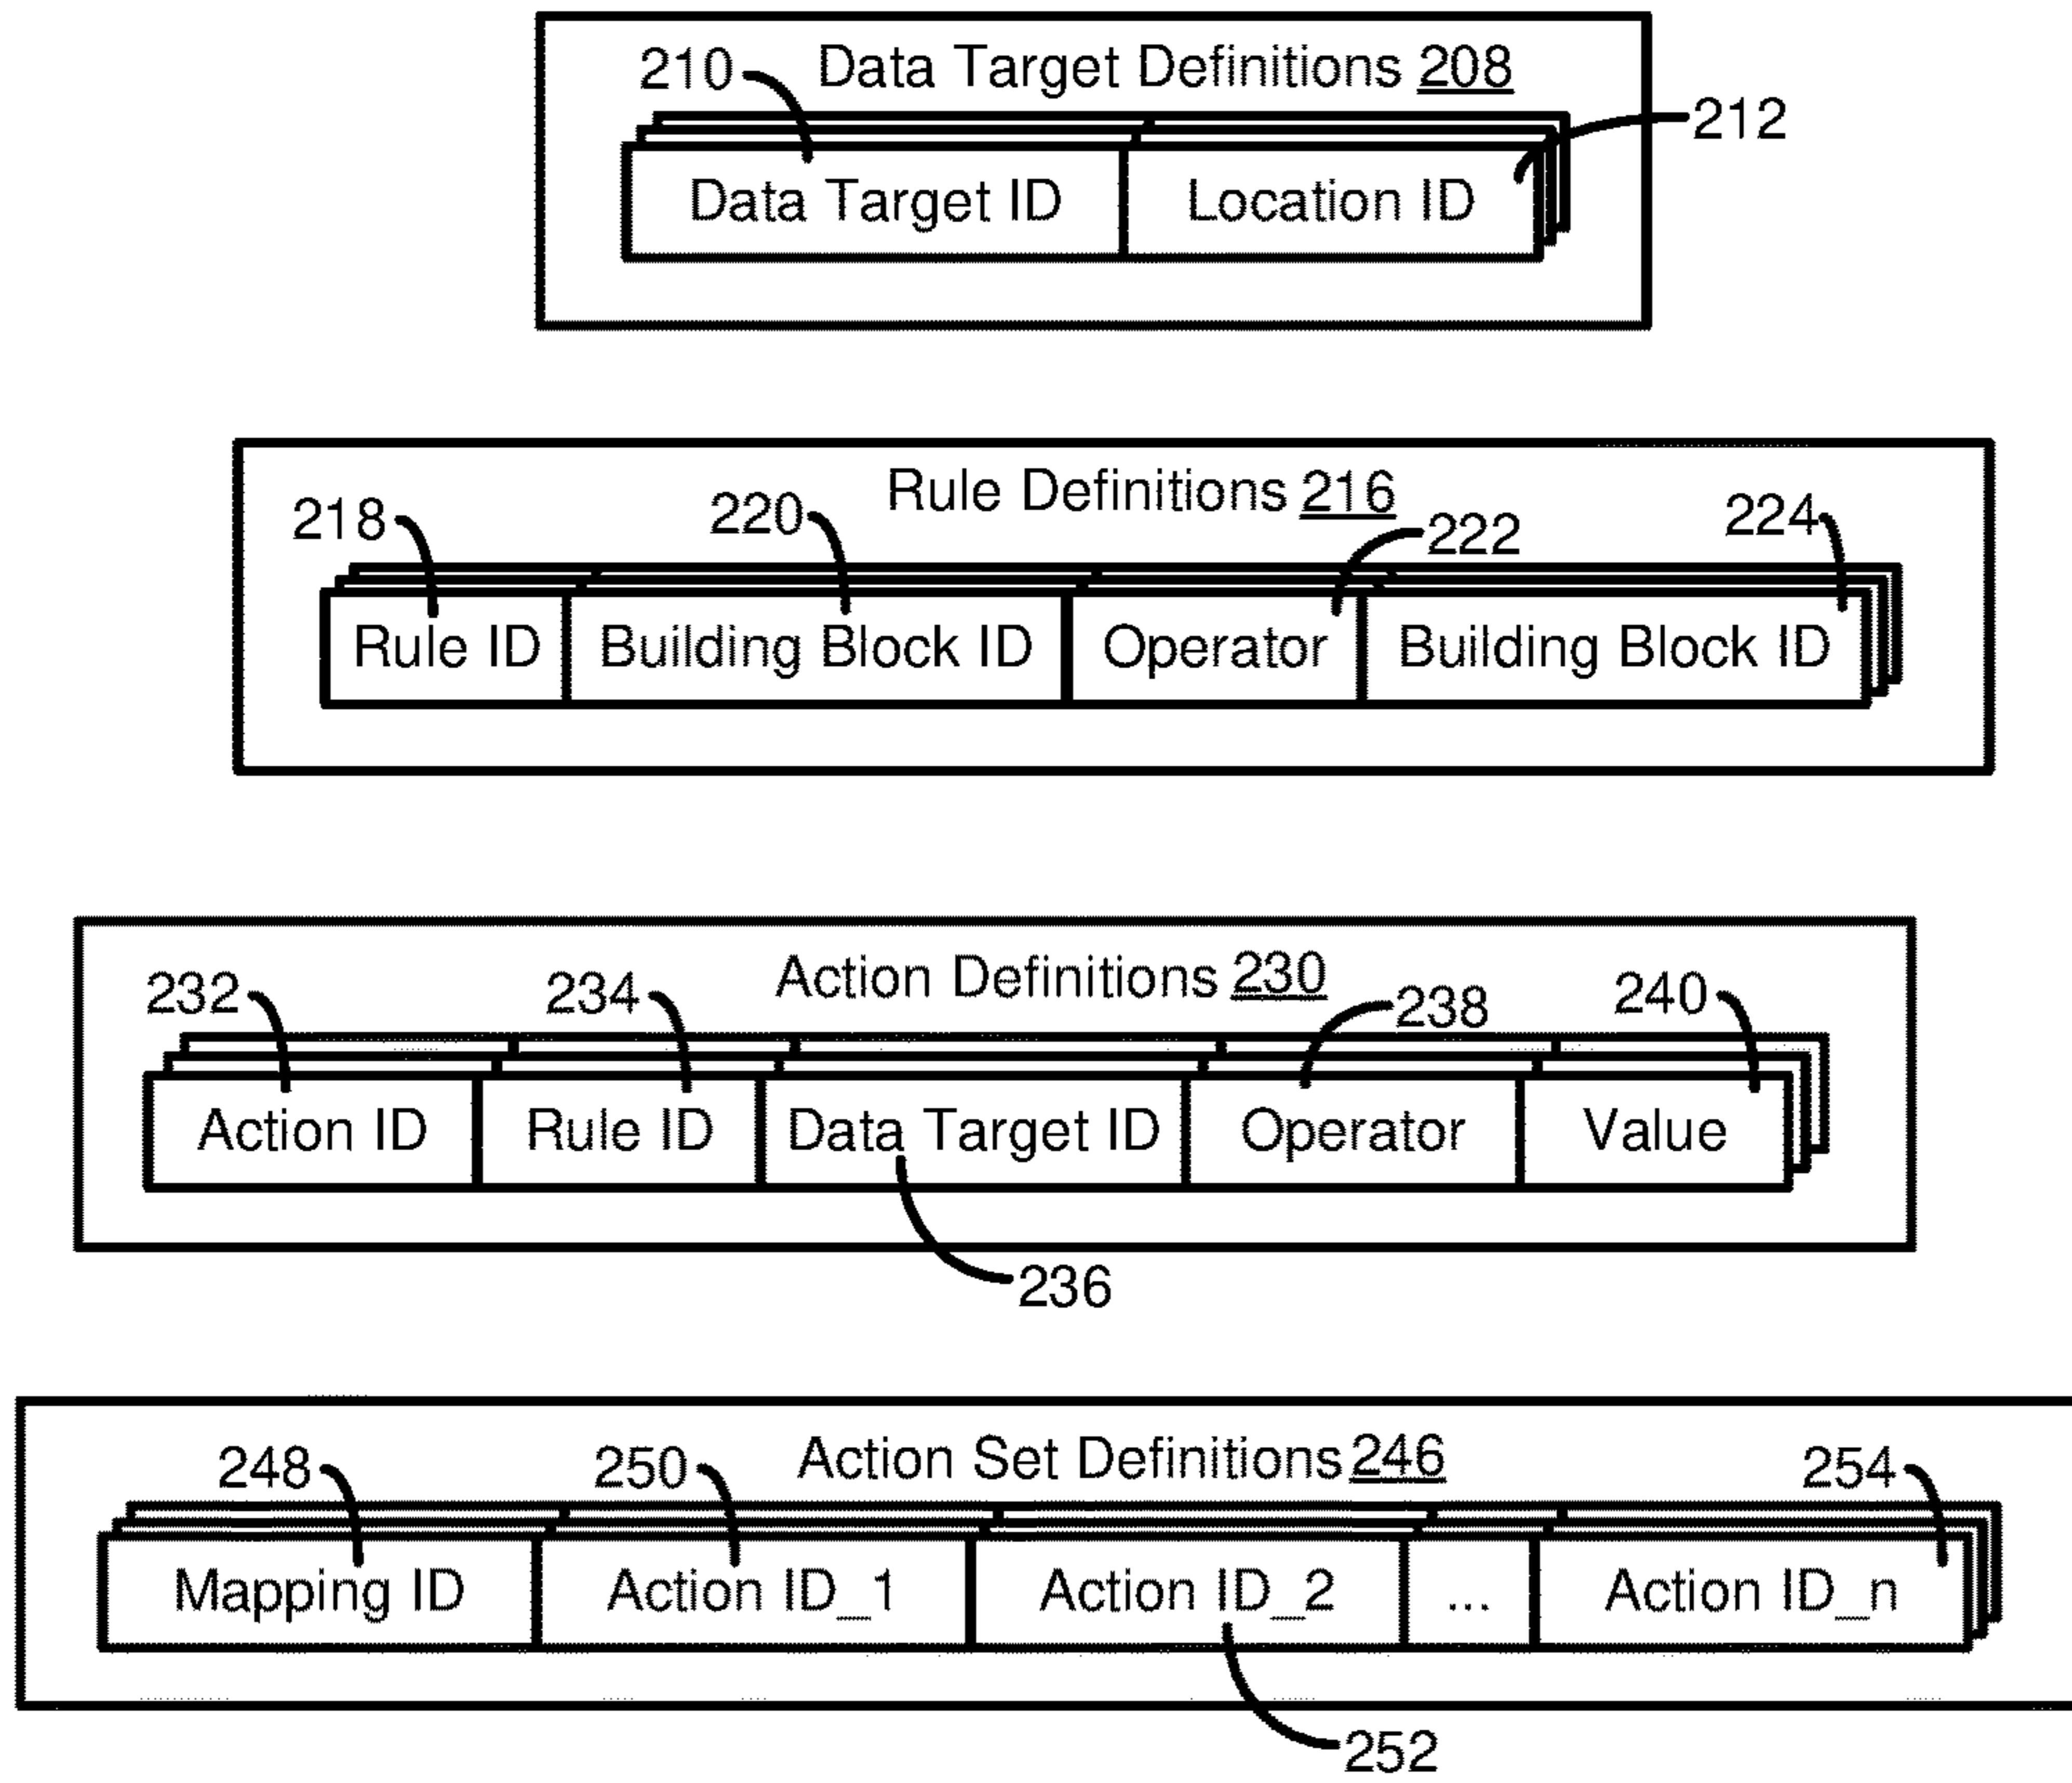 210 Data Target Definitions 208
212
Data Target ID Location ID
Rule Definitions 216
218 220 222 224
Rule ID Building Block ID Operator Building Block ID
Action Definitions 230
232 234 238 240
Action ID Rule ID Data Target ID Operator Value
236
Action Set Definitions 246
248 250 254
Mapping ID Action ID_1 Action ID_2 ... Action ID_n
252